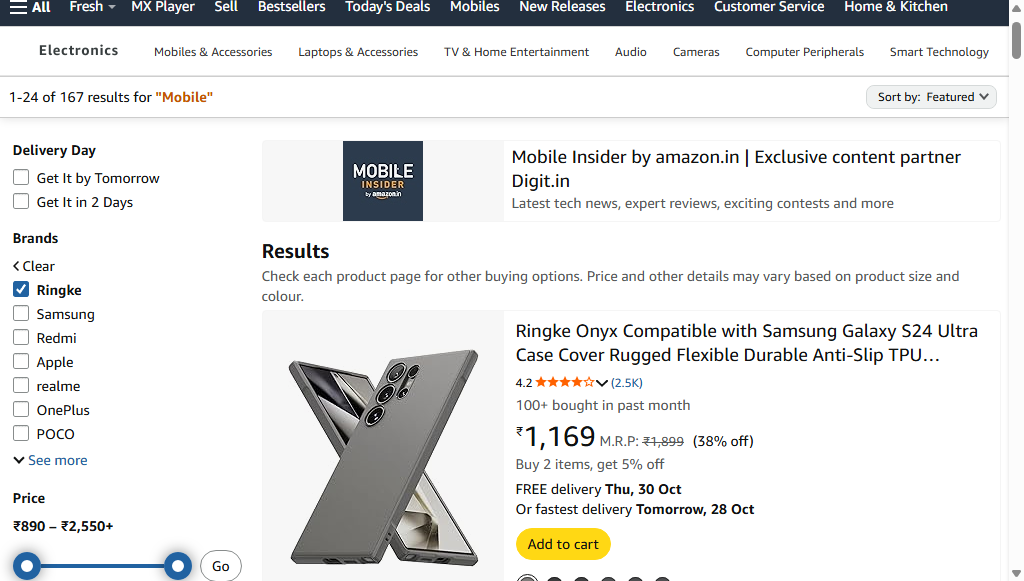 All Fresh MX Player Sell Bestsellers Today's Deals Mobiles New Releases Electronics Customer Service Home & Kitchen
Electronics Mobiles & Accessories Laptops & Accessories TV & Home Entertainment Audio Cameras Computer Peripherals Smart Technology
1-24 of 167 results for "Mobile"
Sort by: Featured
Delivery Day
Get It by Tomorrow
Get It in 2 Days
Brands
Clear
Ringke
Samsung
Redmi
Apple
realme
OnePlus
POCO
See more
Price
₹890 – ₹2,550+
Go
MOBILE
INSIDER
by amazon.in
Mobile Insider by amazon.in | Exclusive content partner
Digit.in
Latest tech news, expert reviews, exciting contests and more
Results
Check each product page for other buying options. Price and other details may vary based on product size and
colour.
Ringke Onyx Compatible with Samsung Galaxy S24 Ultra
Case Cover Rugged Flexible Durable Anti-Slip TPU…
4.2 (2.5K)
100+ bought in past month
₹1,169 M.R.P: ₹1,899 (38% off)
Buy 2 items, get 5% off
FREE delivery Thu, 30 Oct
Or fastest delivery Tomorrow, 28 Oct
Add to cart